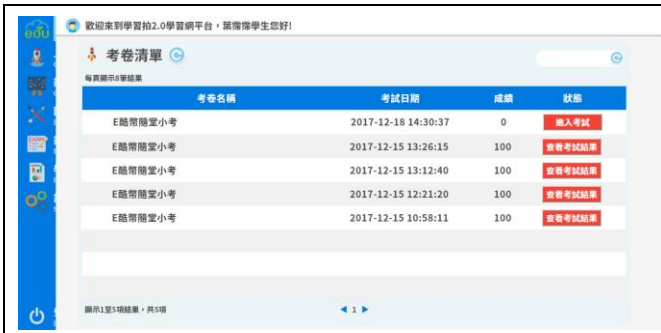 edu
歡迎來到學習拍2.0學習網平台，葉霈霈學生您好!
考卷清單
每頁顯示8筆結果
考卷名稱 考試日期 成績 狀態
E酷幣隨堂小考 2017-12-18 14:30:37 0 進入考試
E酷幣隨堂小考 2017-12-15 13:26:15 100 查看考試結果
E酷幣隨堂小考 2017-12-15 13:12:40 100 查看考試結果
E酷幣隨堂小考 2017-12-15 12:21:20 100 查看考試結果
E酷幣隨堂小考 2017-12-15 10:58:11 100 查看考試結果
顯示1至5項結果，共5項 1